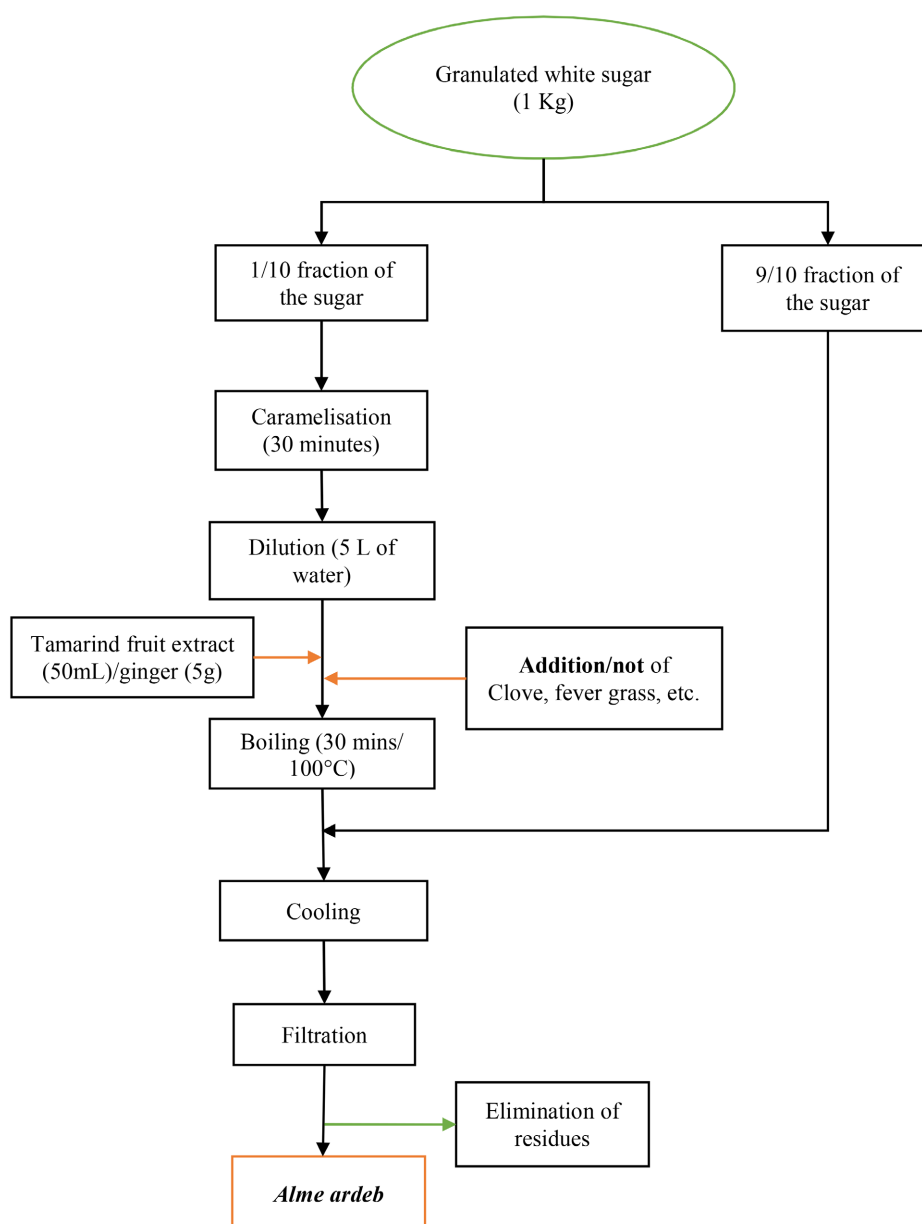 Granulated white sugar
(1 Kg)
1/10 fraction of
the sugar
9/10 fraction of
the sugar
Caramelisation
(30 minutes)
Dilution (5 L of
water)
Tamarind fruit extract
(50mL)/ginger (5g)
Addition/not of
Clove, fever grass, etc.
Boiling (30 mins/
100°C)
Cooling
Filtration
Elimination of
residues
Alme ardeb